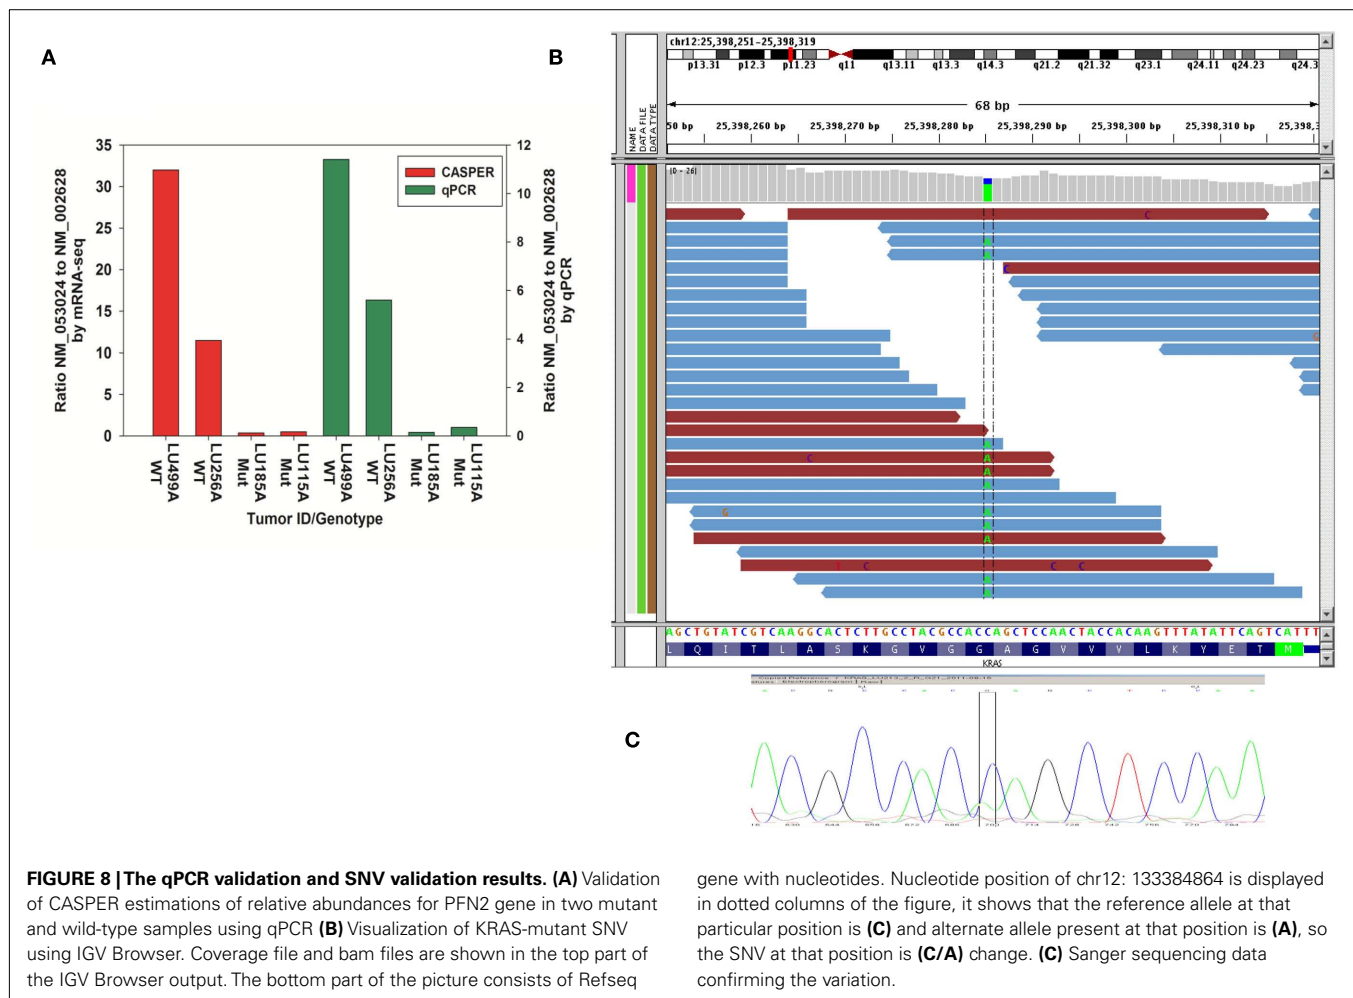 A
B
chr12:25,398,251-25,398,319
p13.31 p12.3 p11.23 q11 q13.11 q13.3 q14.3 q21.2 q21.32 q23.1 q24.11 q24.23 q24.3
68 bp
50 bp 25,398,260 bp 25,398,270 bp 25,398,280 bp 25,398,290 bp 25,398,300 bp 25,398,310 bp 25,398,3
NAME
DATA FILE
DATA TYPE
[0 - 26]
Ratio NM_053024 to NM_002628
by mRNA-seq
35
30
25
20
15
10
5
0
CASPER
qPCR
12
10
8
6
4
2
0
Ratio NM_053024 to NM_002628
by qPCR
LU499A WT
LU256A WT
LU185A Mut
LU115A Mut
LU499A WT
LU256A WT
LU185A Mut
LU115A Mut
Tumor ID/Genotype
C
A
A
C
G
A
C A
A
A
G A
A
A
C C C
A
A
AGCTGTATCGTCAAGGCACTCTTGCCTACGCCACCAGCTCCAACTACCACAAGTTTATATTCAGTCATTT
L Q I T L A S K G V G G A G V V V L K Y E T M
KRAS
C
FIGURE 8 | The qPCR validation and SNV validation results. (A) Validation
of CASPER estimations of relative abundances for PFN2 gene in two mutant
and wild-type samples using qPCR (B) Visualization of KRAS-mutant SNV
using IGV Browser. Coverage file and bam files are shown in the top part of
the IGV Browser output. The bottom part of the picture consists of Refseq
gene with nucleotides. Nucleotide position of chr12: 133384864 is displayed
in dotted columns of the figure, it shows that the reference allele at that
particular position is (C) and alternate allele present at that position is (A), so
the SNV at that position is (C/A) change. (C) Sanger sequencing data
confirming the variation.